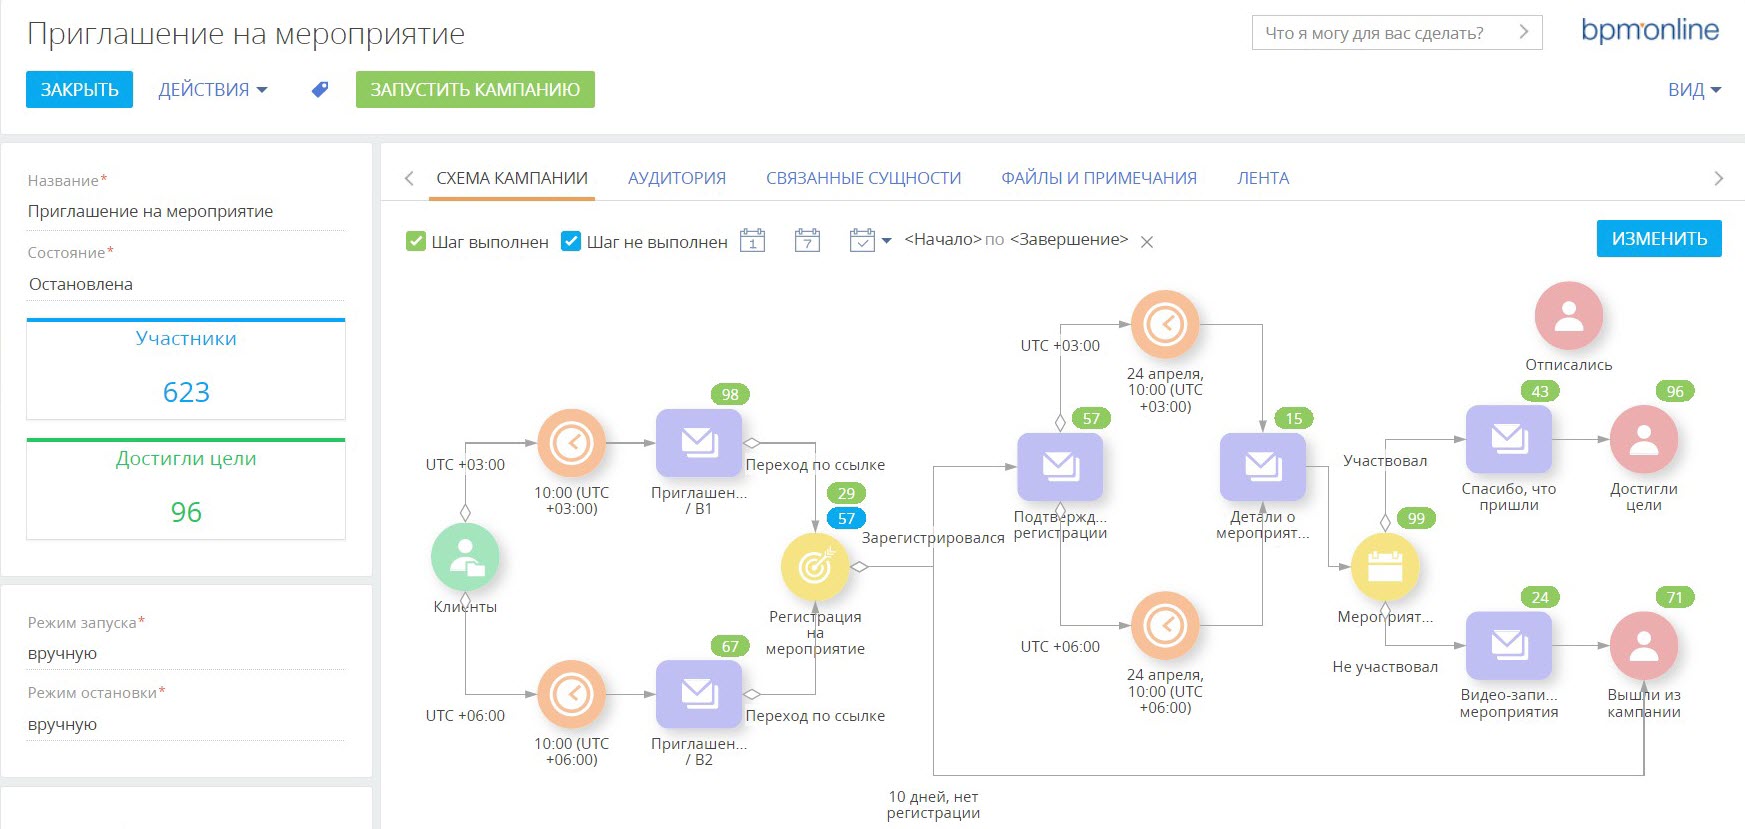 Приглашение на мероприятие
Что я могу для вас сделать?
bpm'online
ЗАКРЫТЬ
ДЕЙСТВИЯ
ЗАПУСТИТЬ КАМПАНИЮ
ВИД
Название*
Приглашение на мероприятие
Состояние*
Остановлена
Участники
623
Достигли цели
96
Режим запуска*
вручную
Режим остановки*
вручную
СХЕМА КАМПАНИИ
АУДИТОРИЯ
СВЯЗАННЫЕ СУЩНОСТИ
ФАЙЛЫ И ПРИМЕЧАНИЯ
ЛЕНТА
Шаг выполнен
Шаг не выполнен
1
7
<Начало> по <Завершение>
ИЗМЕНИТЬ
Клиенты
UTC +03:00
10:00 (UTC
+03:00)
98
Приглашен...
/ B1
Переход по ссылке
UTC +06:00
10:00 (UTC
+06:00)
67
Приглашен...
/ B2
Переход по ссылке
29
57
Регистрация
на
мероприятие
Зарегистрировался
10 дней, нет
регистрации
57
Подтвержд...
регистрации
UTC +03:00
24 апреля,
10:00 (UTC
+03:00)
UTC +06:00
24 апреля,
10:00 (UTC
+06:00)
15
Детали о
мероприят...
99
Мероприят...
Участвовал
43
Спасибо, что
пришли
96
Достигли
цели
Не участвовал
24
Видео-запи...
мероприятия
71
Вышли из
кампании
Отписались